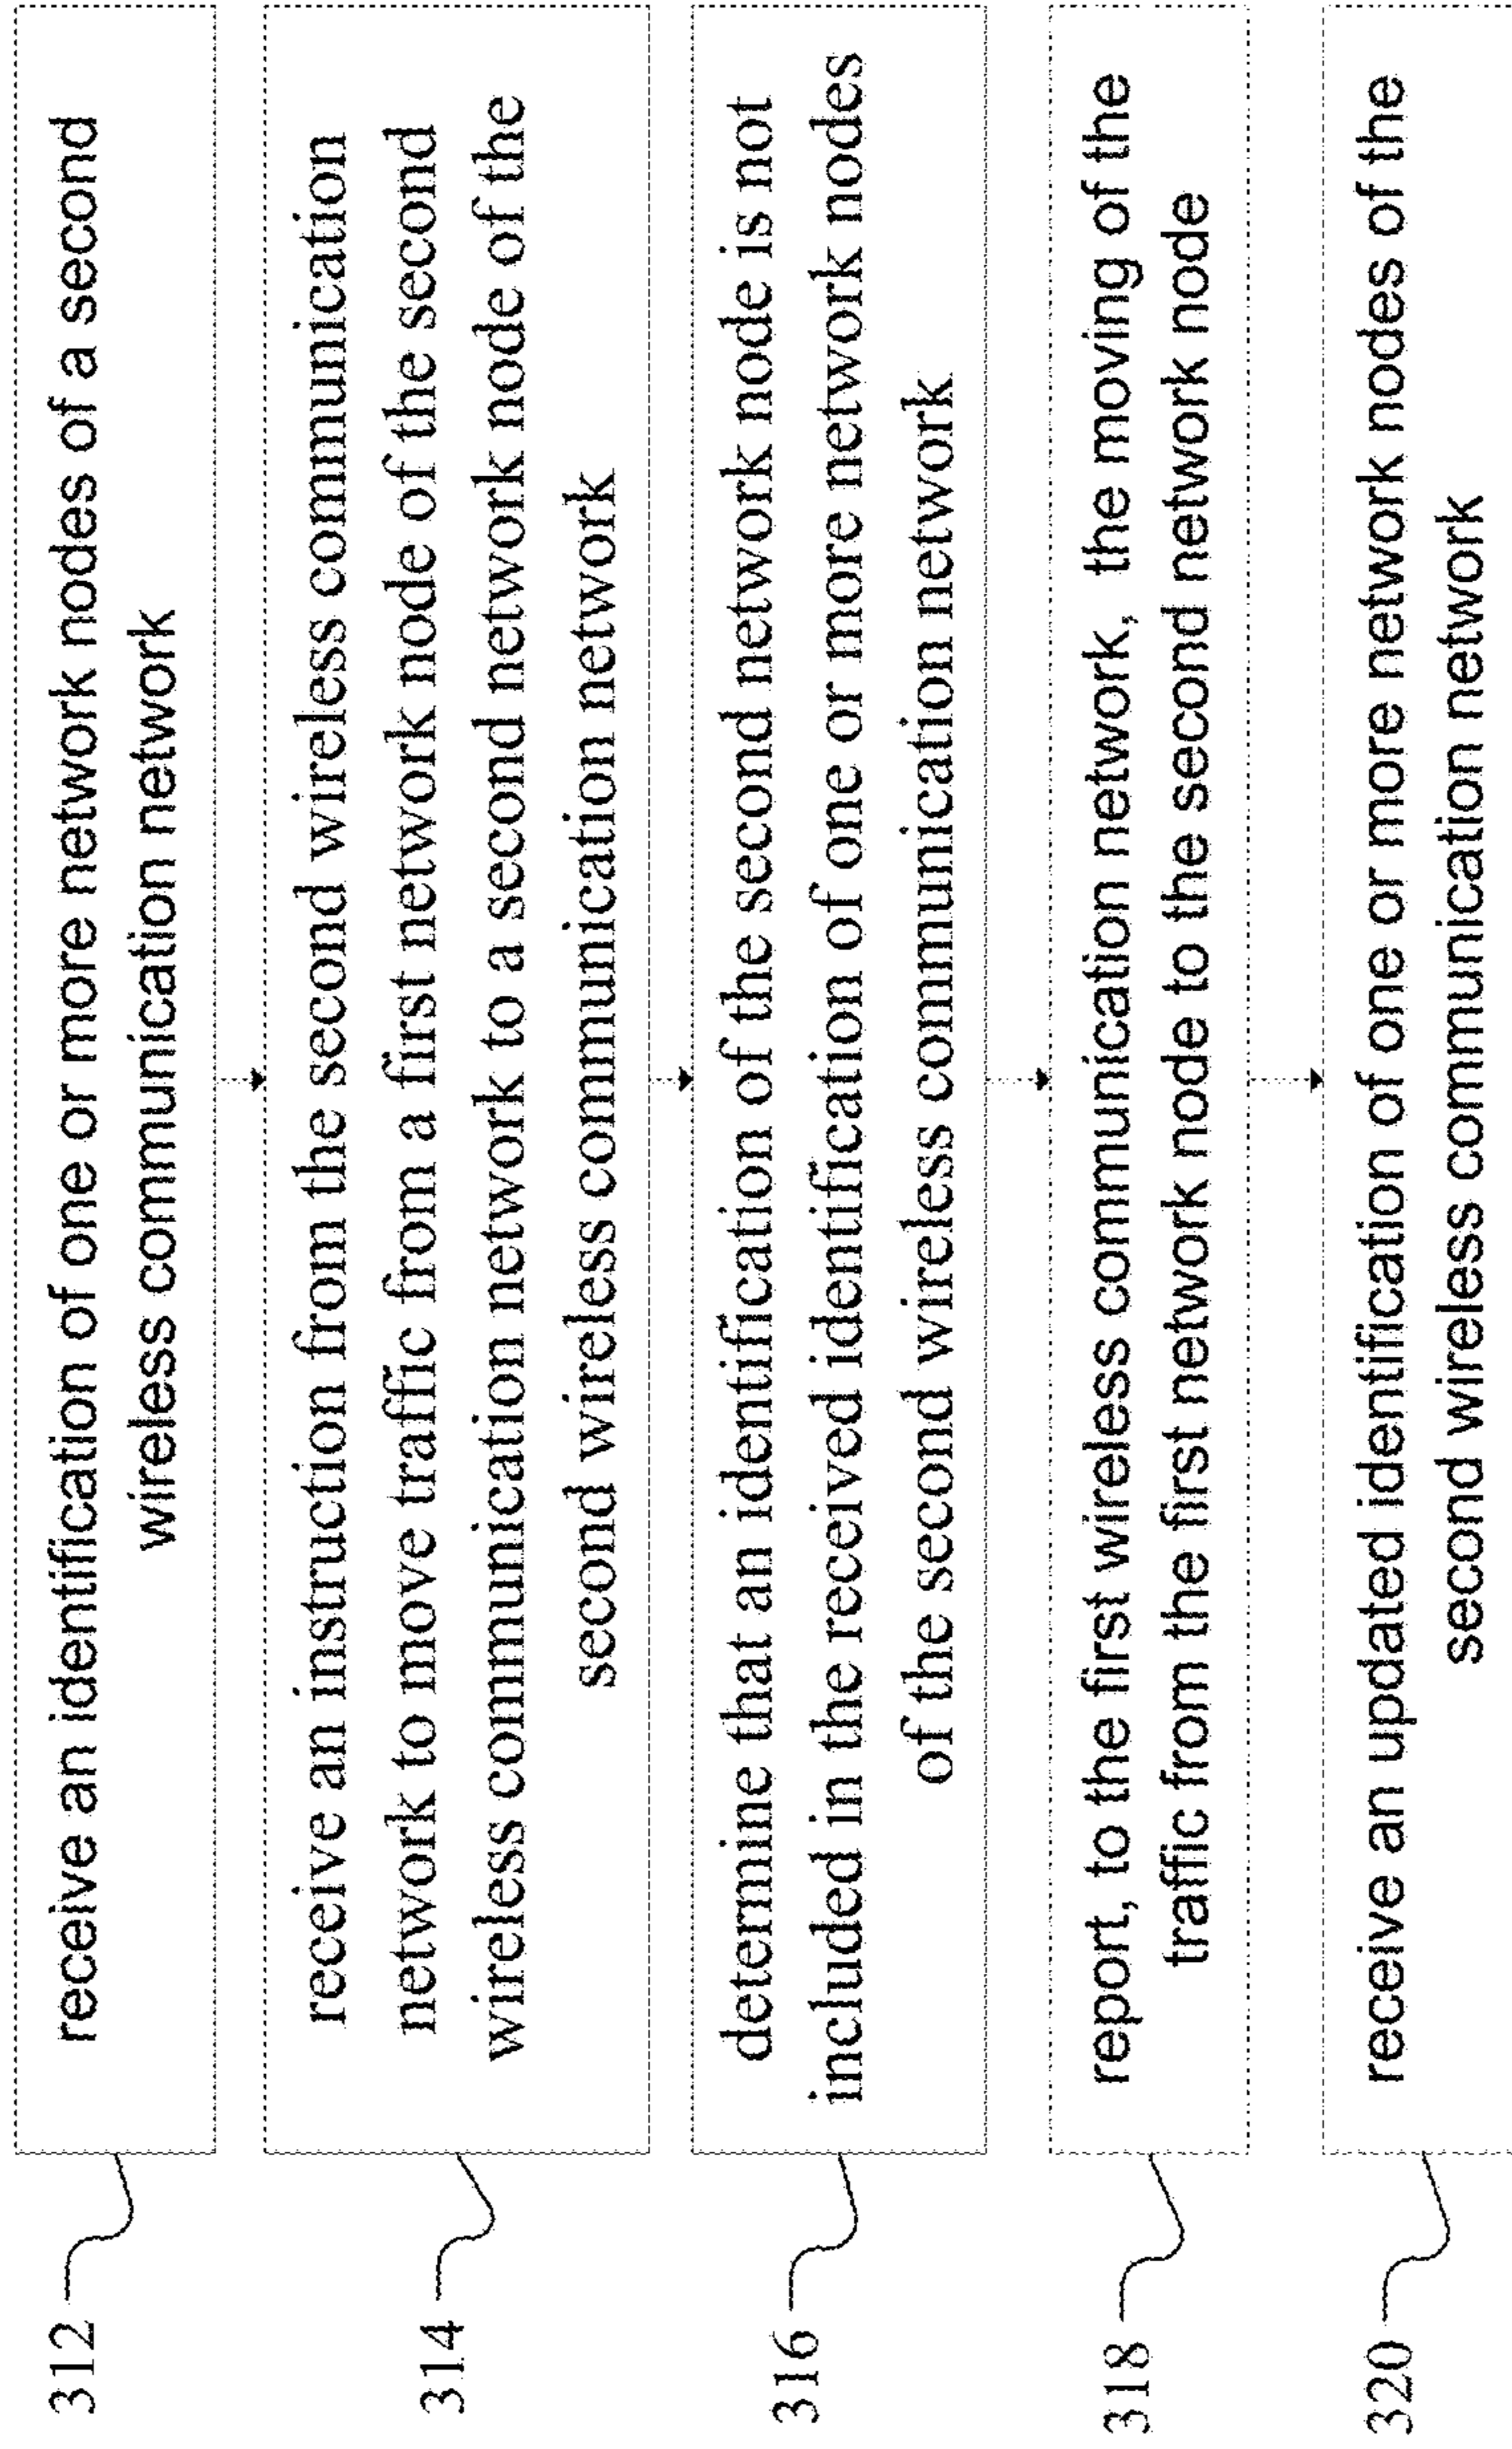 312
receive an identification of one or more network nodes of a second
wireless communication network
314
receive an instruction from the second wireless communication
network to move traffic from a first network node of the second
wireless communication network to a second network node of the
second wireless communication network
316
determine that an identification of the second network node is not
included in the received identification of one or more network nodes
of the second wireless communication network
318
report, to the first wireless communication network, the moving of the
traffic from the first network node to the second network node
320
receive an updated identification of one or more network nodes of the
second wireless communication network